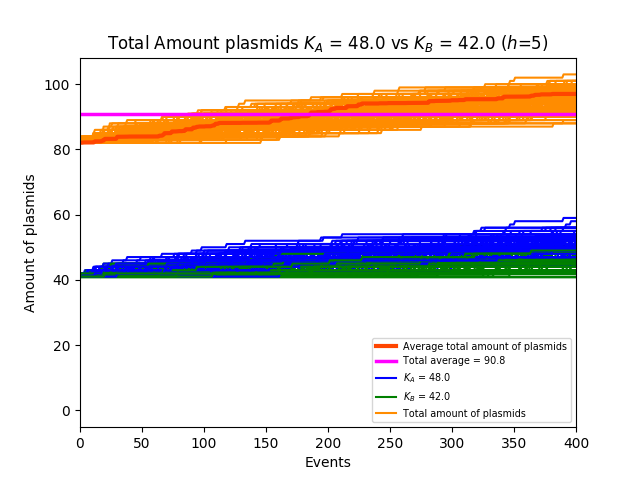 Total Amount plasmids K_A = 48.0 vs K_B = 42.0 (h=5)
Amount of plasmids
100
80
60
40
20
0
Average total amount of plasmids
Total average = 90.8
K_A = 48.0
K_B = 42.0
Total amount of plasmids
0 50 100 150 200 250 300 350 400
Events